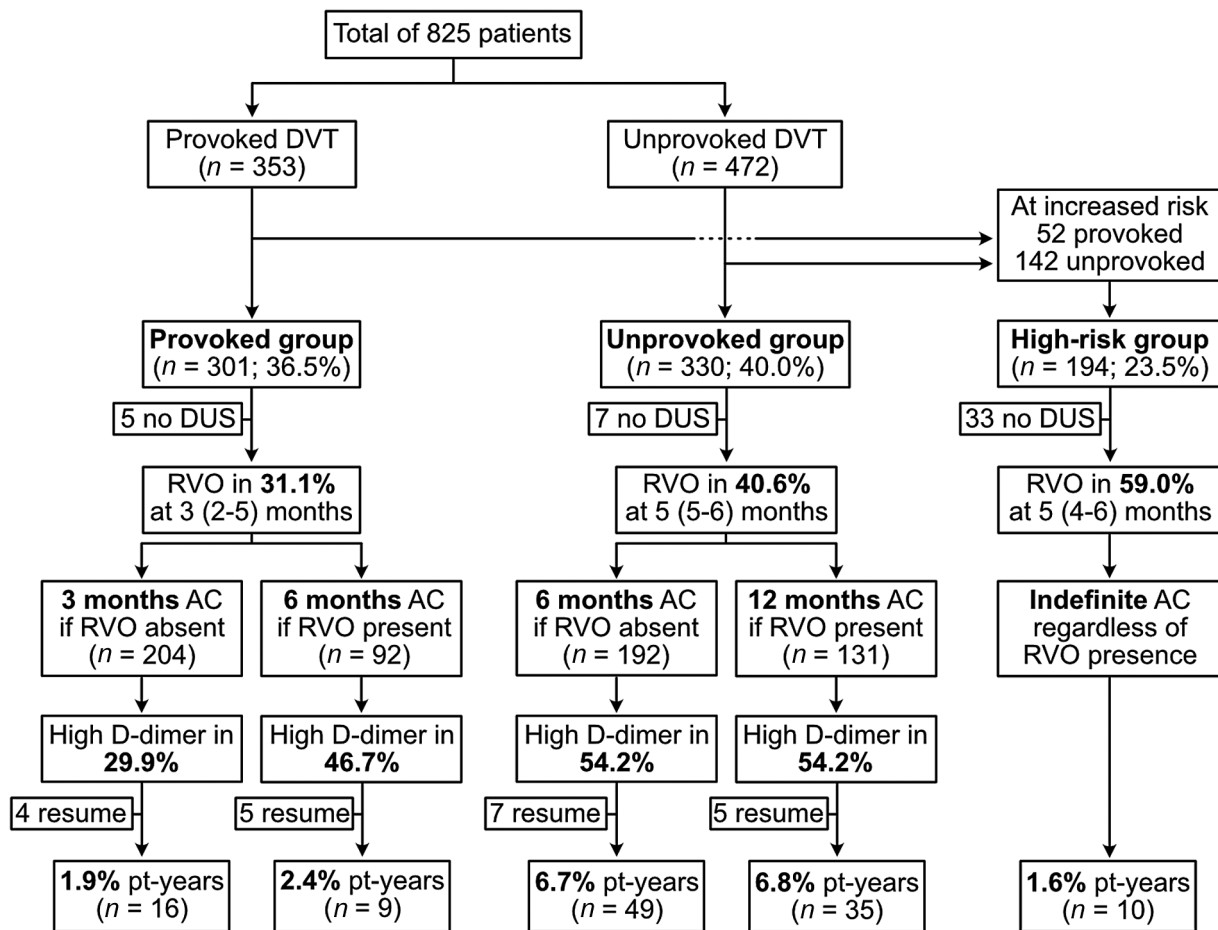 Total of 825 patients
Provoked DVT
(n = 353)
Unprovoked DVT
(n = 472)
At increased risk
52 provoked
142 unprovoked
Provoked group
(n = 301; 36.5%)
Unprovoked group
(n = 330; 40.0%)
High-risk group
(n = 194; 23.5%)
5 no DUS
7 no DUS
33 no DUS
RVO in 31.1%
at 3 (2-5) months
RVO in 40.6%
at 5 (5-6) months
RVO in 59.0%
at 5 (4-6) months
3 months AC
if RVO absent
(n = 204)
6 months AC
if RVO present
(n = 92)
6 months AC
if RVO absent
(n = 192)
12 months AC
if RVO present
(n = 131)
Indefinite AC
regardless of
RVO presence
High D-dimer in
29.9%
High D-dimer in
46.7%
High D-dimer in
54.2%
High D-dimer in
54.2%
4 resume
5 resume
7 resume
5 resume
1.9% pt-years
(n = 16)
2.4% pt-years
(n = 9)
6.7% pt-years
(n = 49)
6.8% pt-years
(n = 35)
1.6% pt-years
(n = 10)